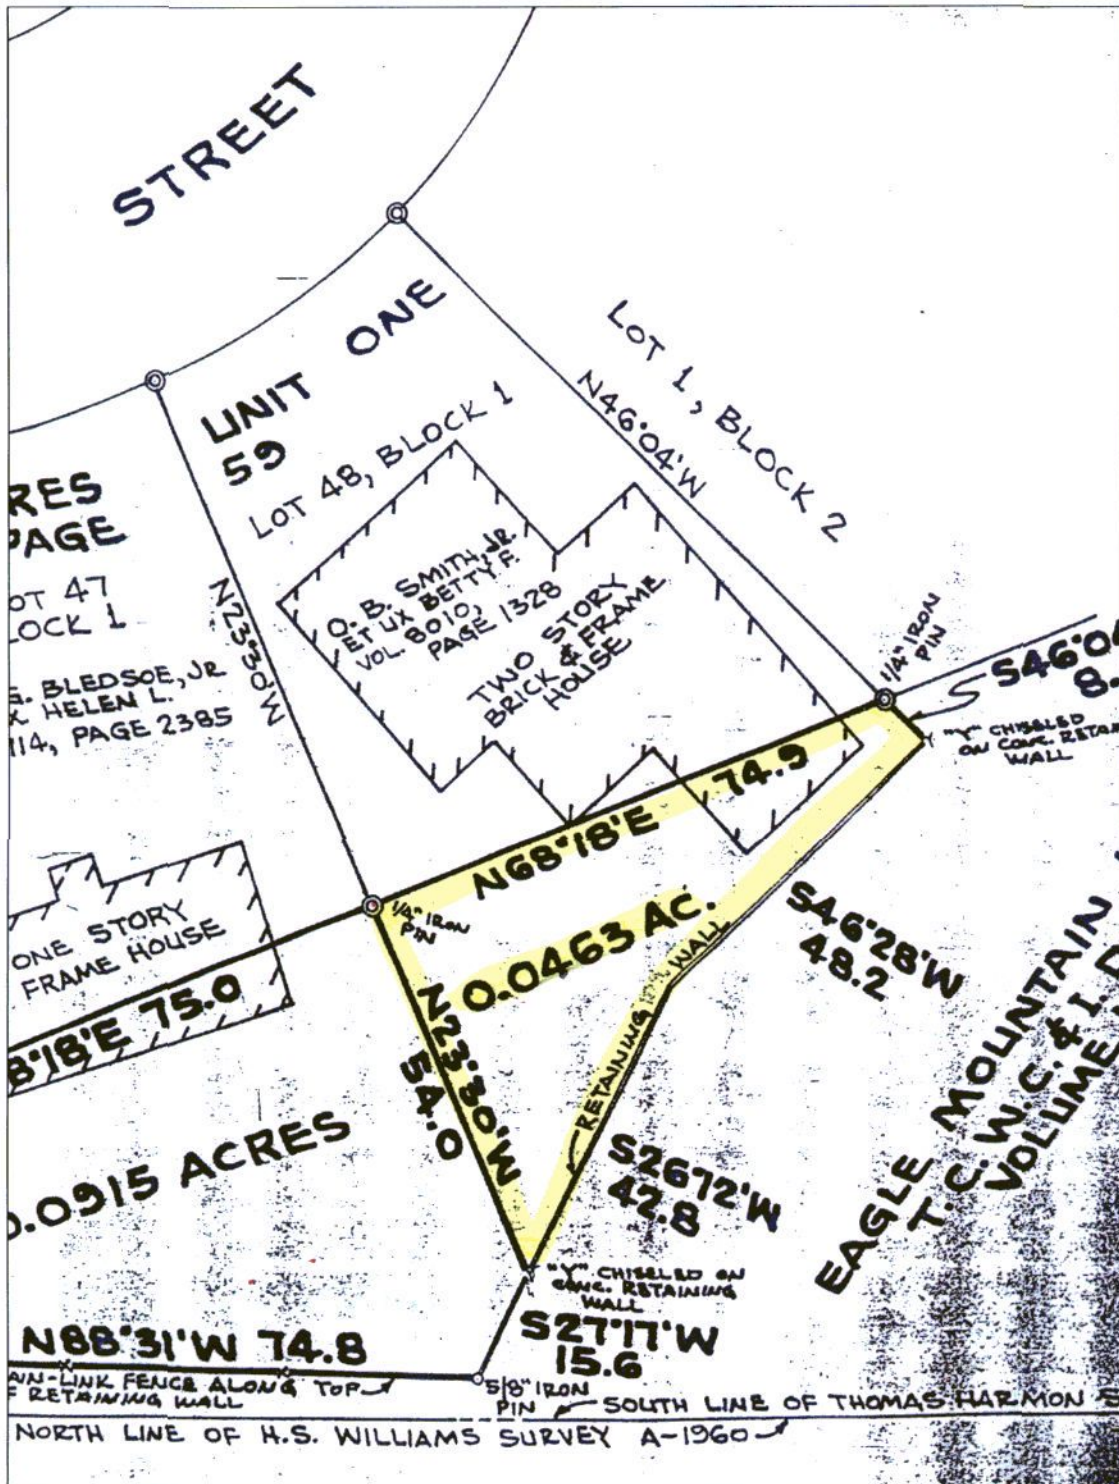 STREET
UNIT ONE
59
LOT 48, BLOCK 1
LOT 1, BLOCK 2
N46°04'W
RES
PAGE
OT 47
LOCK 1
N23°30'W
G. BLEDSOE, JR
X HELEN L.
114, PAGE 2385
O. B. SMITH, JR.
ET UX BETTY F.
VOL. 8010,
PAGE 1328
TWO STORY
BRICK & FRAME
HOUSE
1/4" IRON
PIN
S46°04
8.
"Y" CHISELED
ON CONC. RETAI
WALL
N68°18'E 74.9
1/4" IRON
PIN
0.0463 AC.
ONE STORY
FRAME HOUSE
8°18'E 75.0
N23°30'W
54.0
RETAINING WALL
S46°28'W
48.2
S26°12'W
42.8
0.0915 ACRES
EAGLE MOUNTAIN
T.C.W.C. & I.D.
VOLUME
"Y" CHISELED ON
CONC. RETAINING
WALL
S27°17'W
15.6
N88°31'W 74.8
AIN-LINK FENCE ALONG TOP
F RETAINING WALL
5/8" IRON
PIN
SOUTH LINE OF THOMAS HARMON S
NORTH LINE OF H.S. WILLIAMS SURVEY A-1960